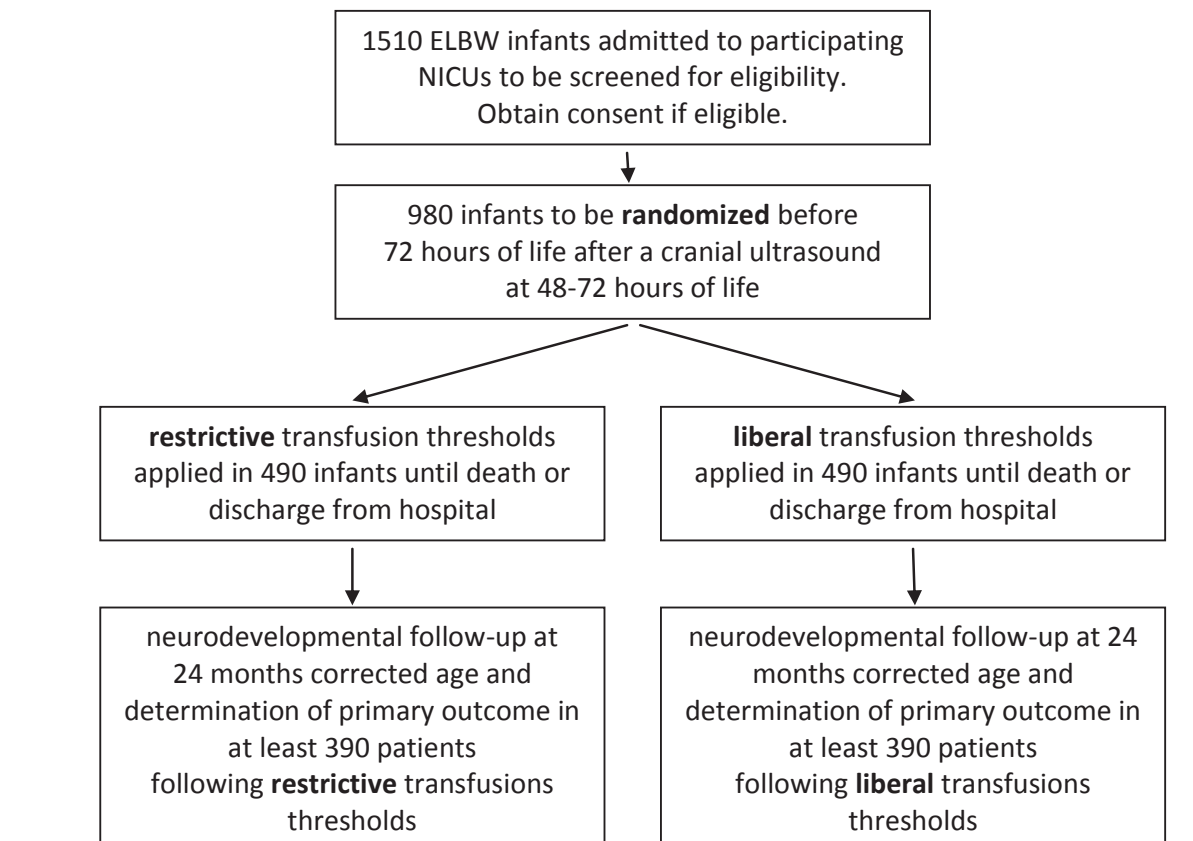 1510 ELBW infants admitted to participating
NICUs to be screened for eligibility.
Obtain consent if eligible.
980 infants to be randomized before
72 hours of life after a cranial ultrasound
at 48-72 hours of life
restrictive transfusion thresholds
applied in 490 infants until death or
discharge from hospital
liberal transfusion thresholds
applied in 490 infants until death or
discharge from hospital
neurodevelopmental follow-up at
24 months corrected age and
determination of primary outcome in
at least 390 patients
following restrictive transfusions
thresholds
neurodevelopmental follow-up at 24
months corrected age and
determination of primary outcome in
at least 390 patients
following liberal transfusions
thresholds